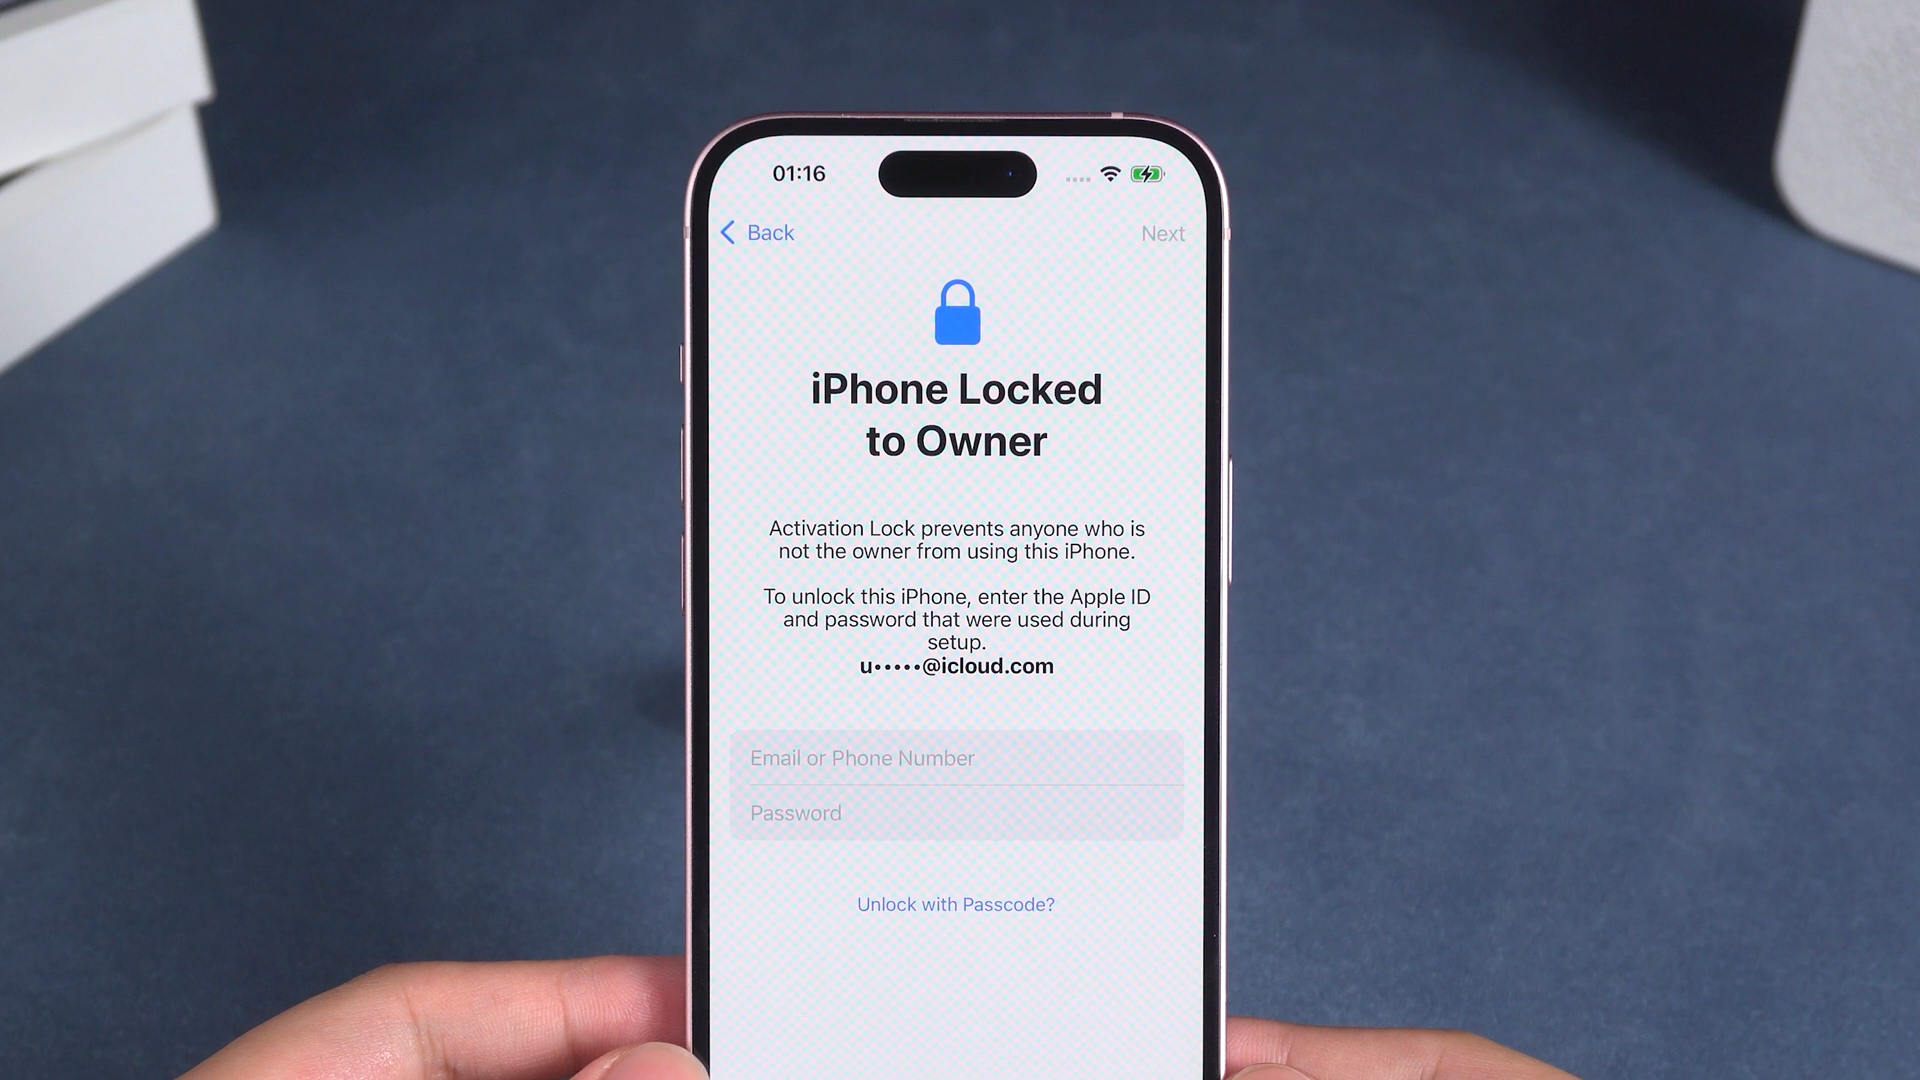 01:16
Back
Next
iPhone Locked
to Owner
Activation Lock prevents anyone who is
not the owner from using this iPhone.
To unlock this iPhone, enter the Apple ID
and password that were used during
setup.
u•••••@icloud.com
Email or Phone Number
Password
Unlock with Passcode?